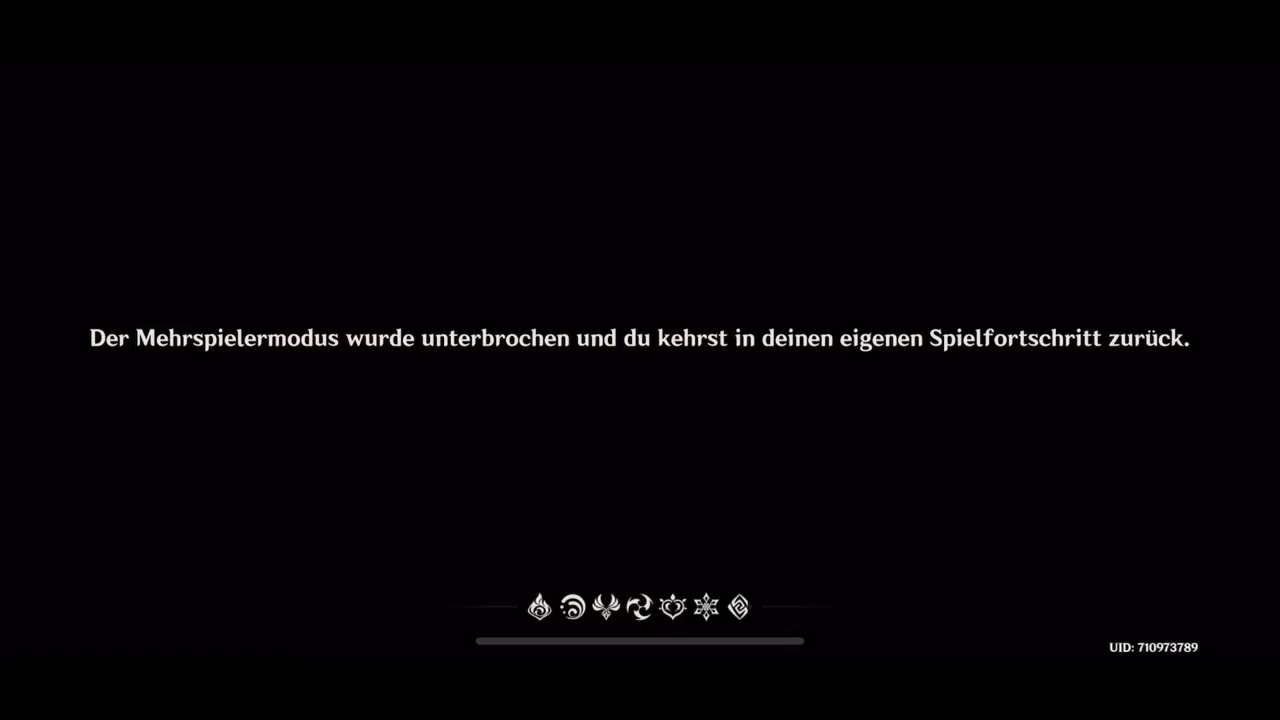 Der Mehrspielermodus wurde unterbrochen und du kehrst in deinen eigenen Spielfortschritt zurück.
UID: 710973789